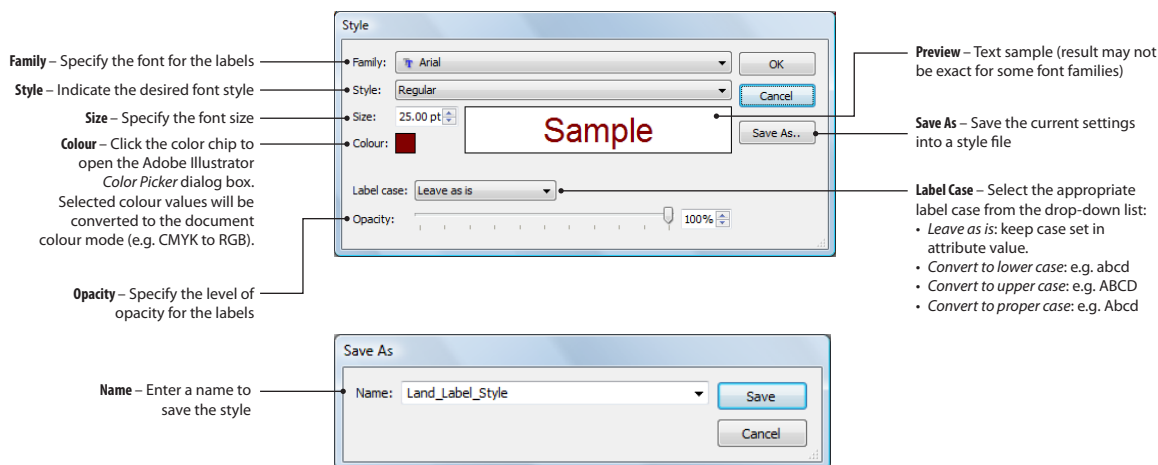 Style
Family – Specify the font for the labels
Family: Arial
OK
Preview – Text sample (result may not
be exact for some font families)
Style – Indicate the desired font style
Style: Regular
Cancel
Size – Specify the font size
Size: 25.00 pt
Sample
Save As..
Save As – Save the current settings
into a style file
Colour – Click the color chip to
open the Adobe Illustrator
Color Picker dialog box.
Selected colour values will be
converted to the document
colour mode (e.g. CMYK to RGB).
Colour:
Label case: Leave as is
Label Case – Select the appropriate
label case from the drop-down list:
• Leave as is: keep case set in
attribute value.
• Convert to lower case: e.g. abcd
• Convert to upper case: e.g. ABCD
• Convert to proper case: e.g. Abcd
Opacity: 100%
Opacity – Specify the level of
opacity for the labels
Save As
Name – Enter a name to
save the style
Name: Land_Label_Style
Save
Cancel